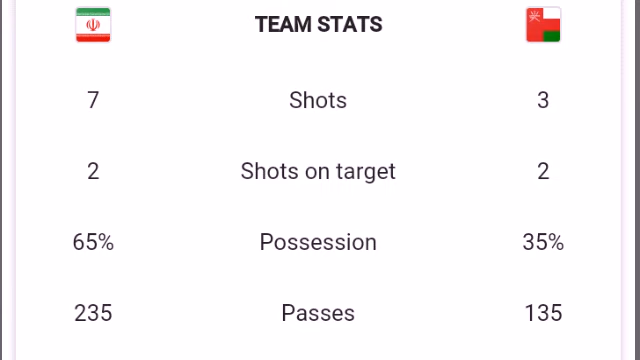 TEAM STATS
7 Shots 3
2 Shots on target 2
65% Possession 35%
235 Passes 135